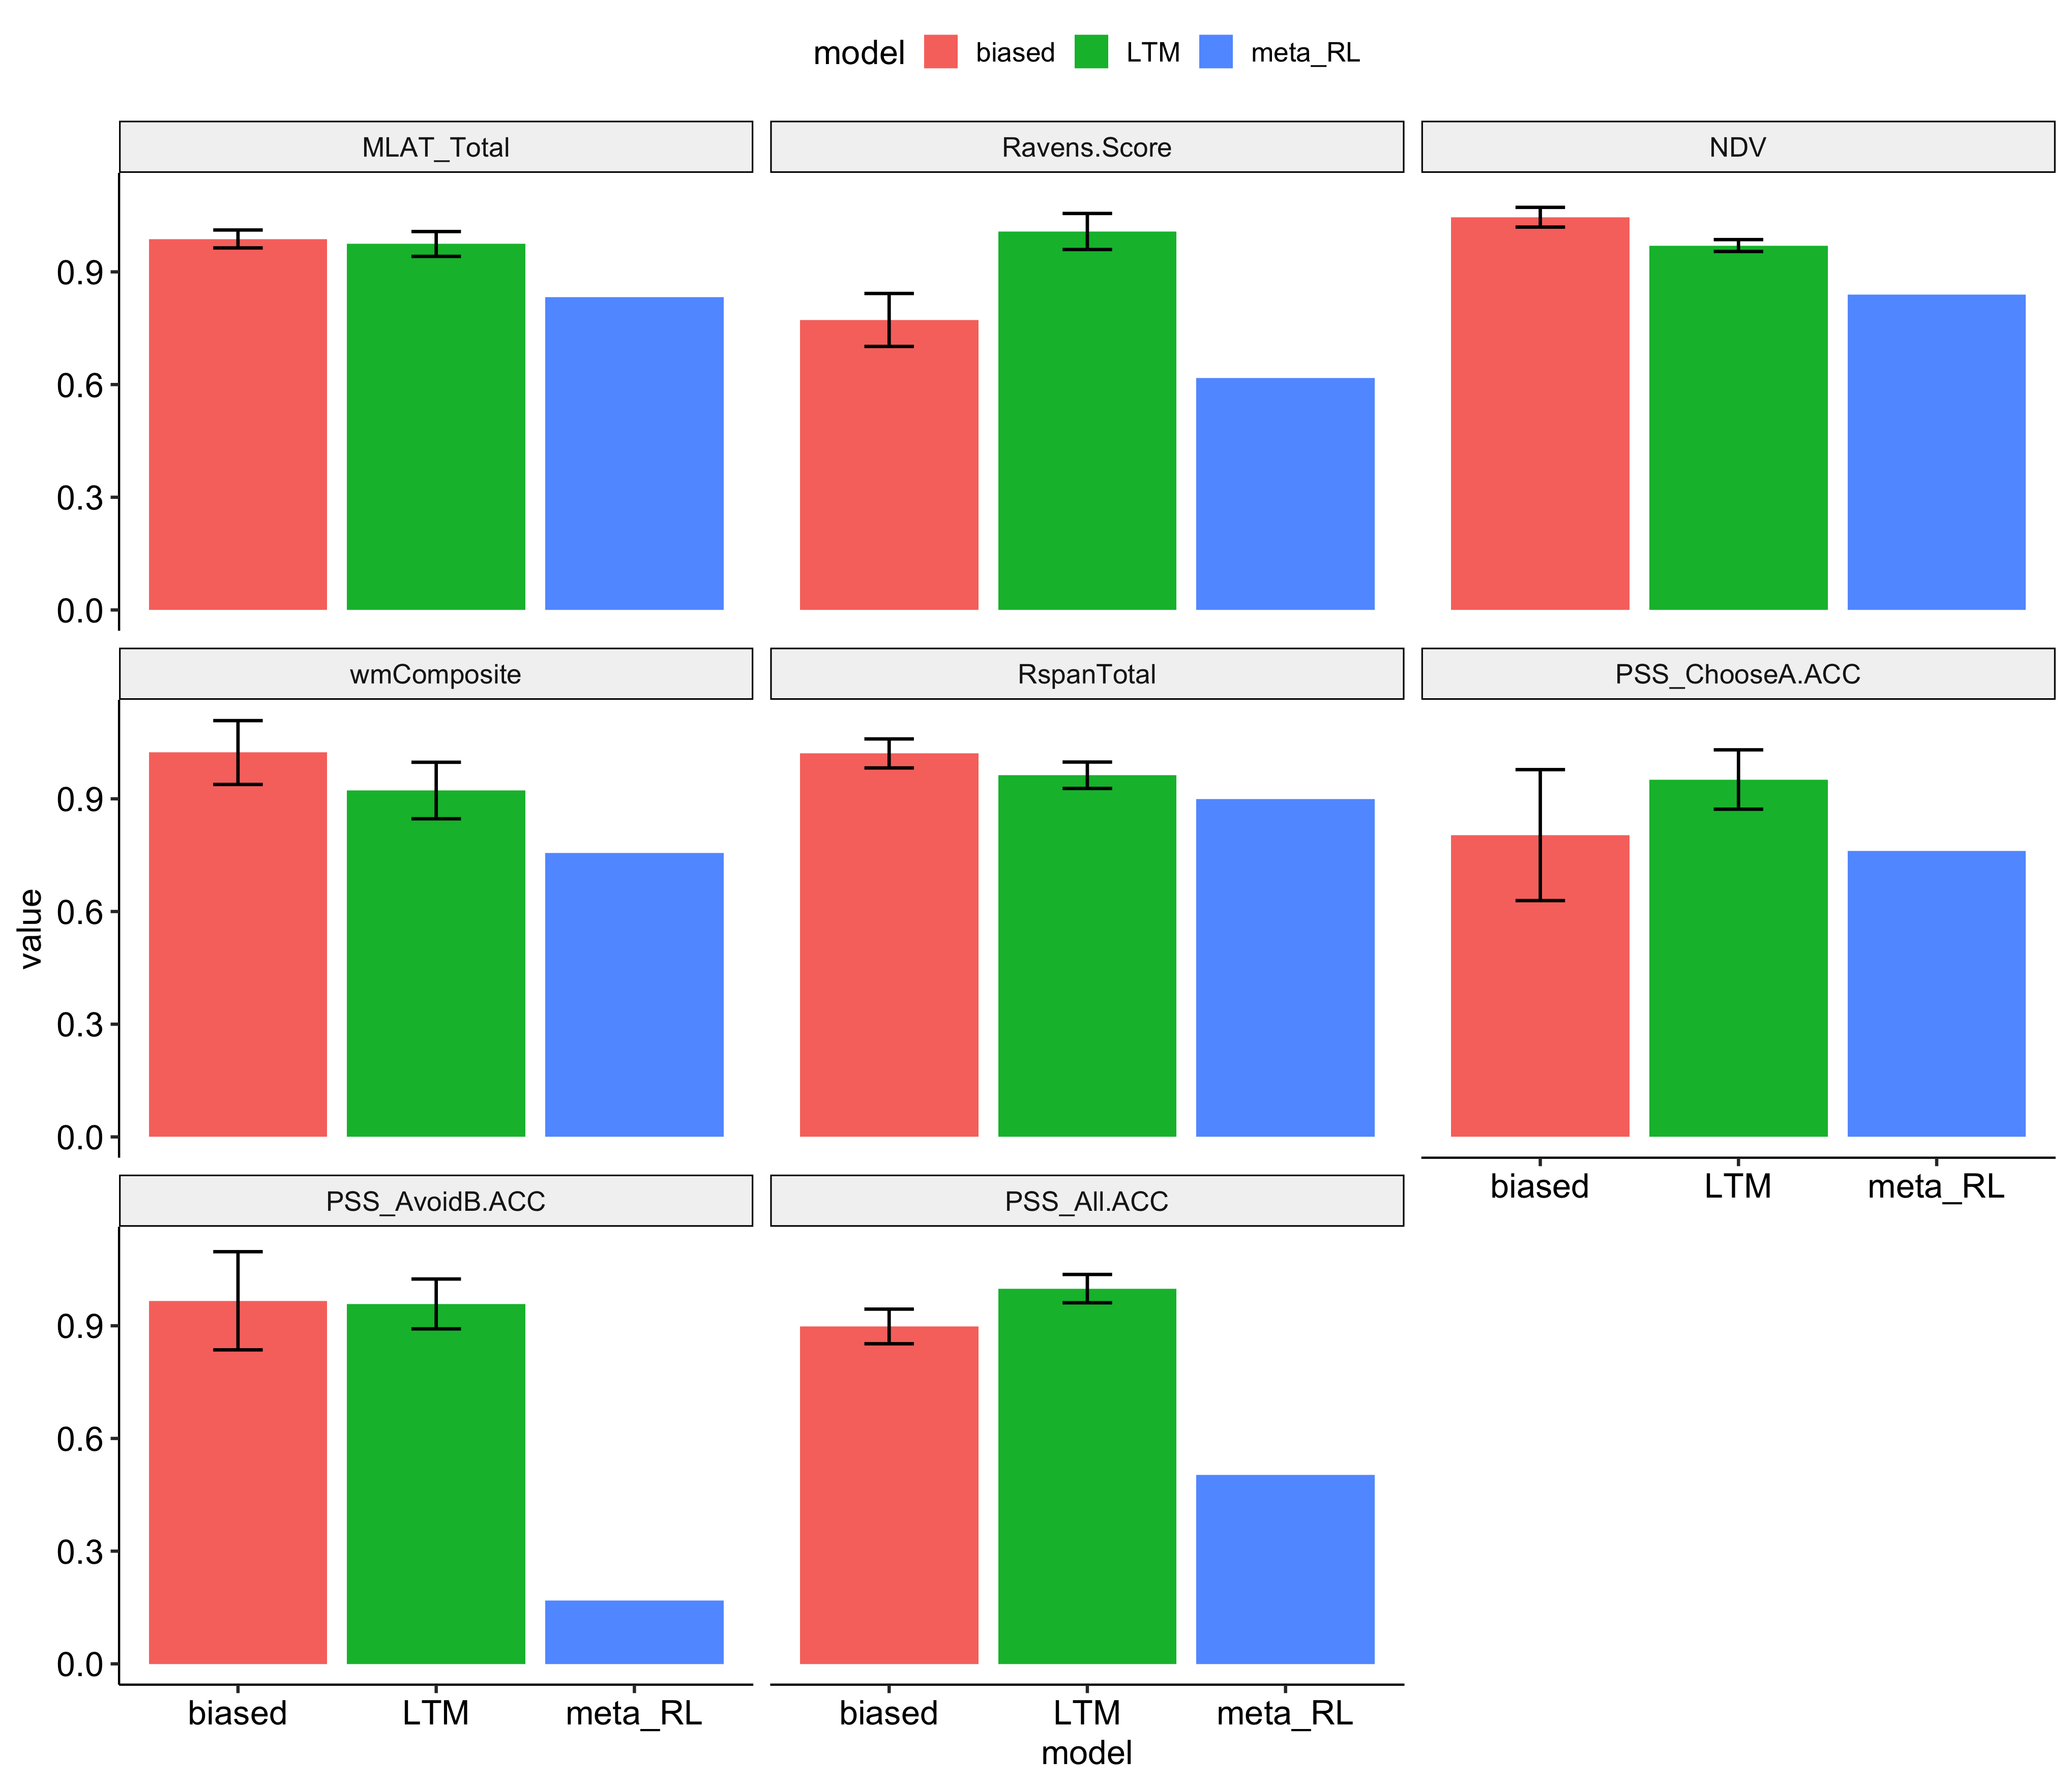 model biased LTM meta_RL
MLAT_Total Ravens.Score NDV
0.9
0.6
0.3
0.0
wmComposite RspanTotal PSS_ChooseA.ACC
0.9
0.6
0.3
0.0
value
biased LTM meta_RL
PSS_AvoidB.ACC PSS_All.ACC
0.9
0.6
0.3
0.0
biased LTM meta_RL biased LTM meta_RL
model